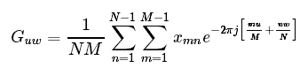 G_{uw} = \frac{1}{NM} \sum_{n=1}^{N-1} \sum_{m=1}^{M-1} x_{mn} e^{-2\pi j \left[ \frac{mu}{M} + \frac{nw}{N} \right]}